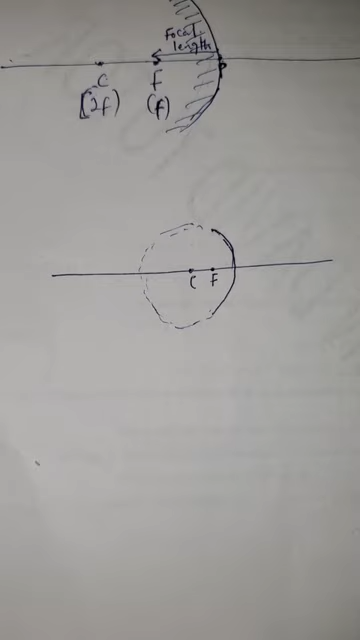 Focal
length
P
C F
[2f) (f)
C F